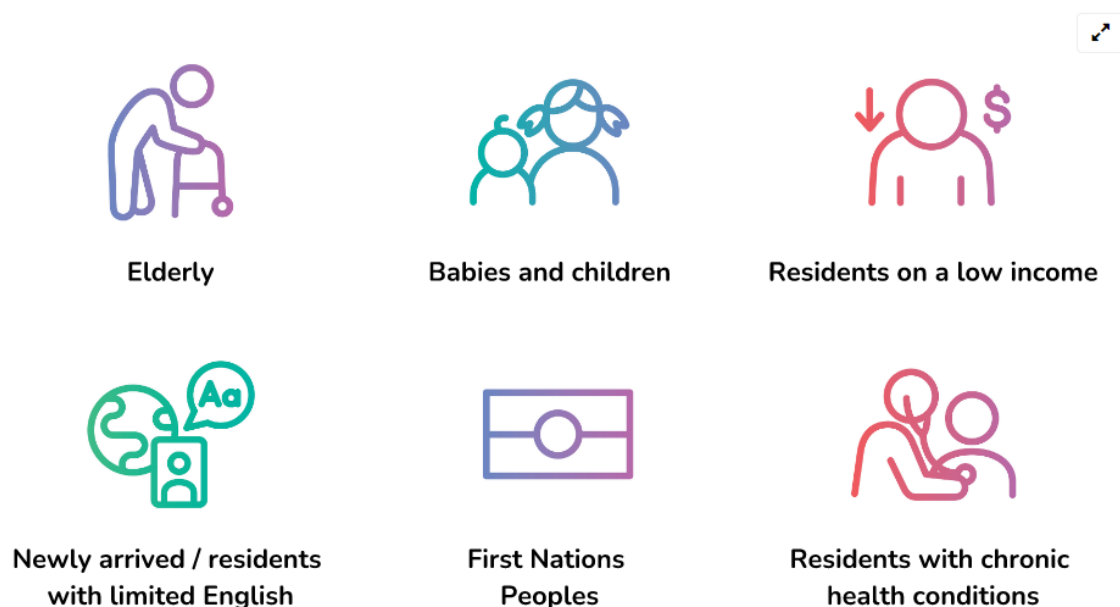 $
Elderly
Babies and children
Residents on a low income
Aa
Newly arrived / residents
with limited English
First Nations
Peoples
Residents with chronic
health conditions